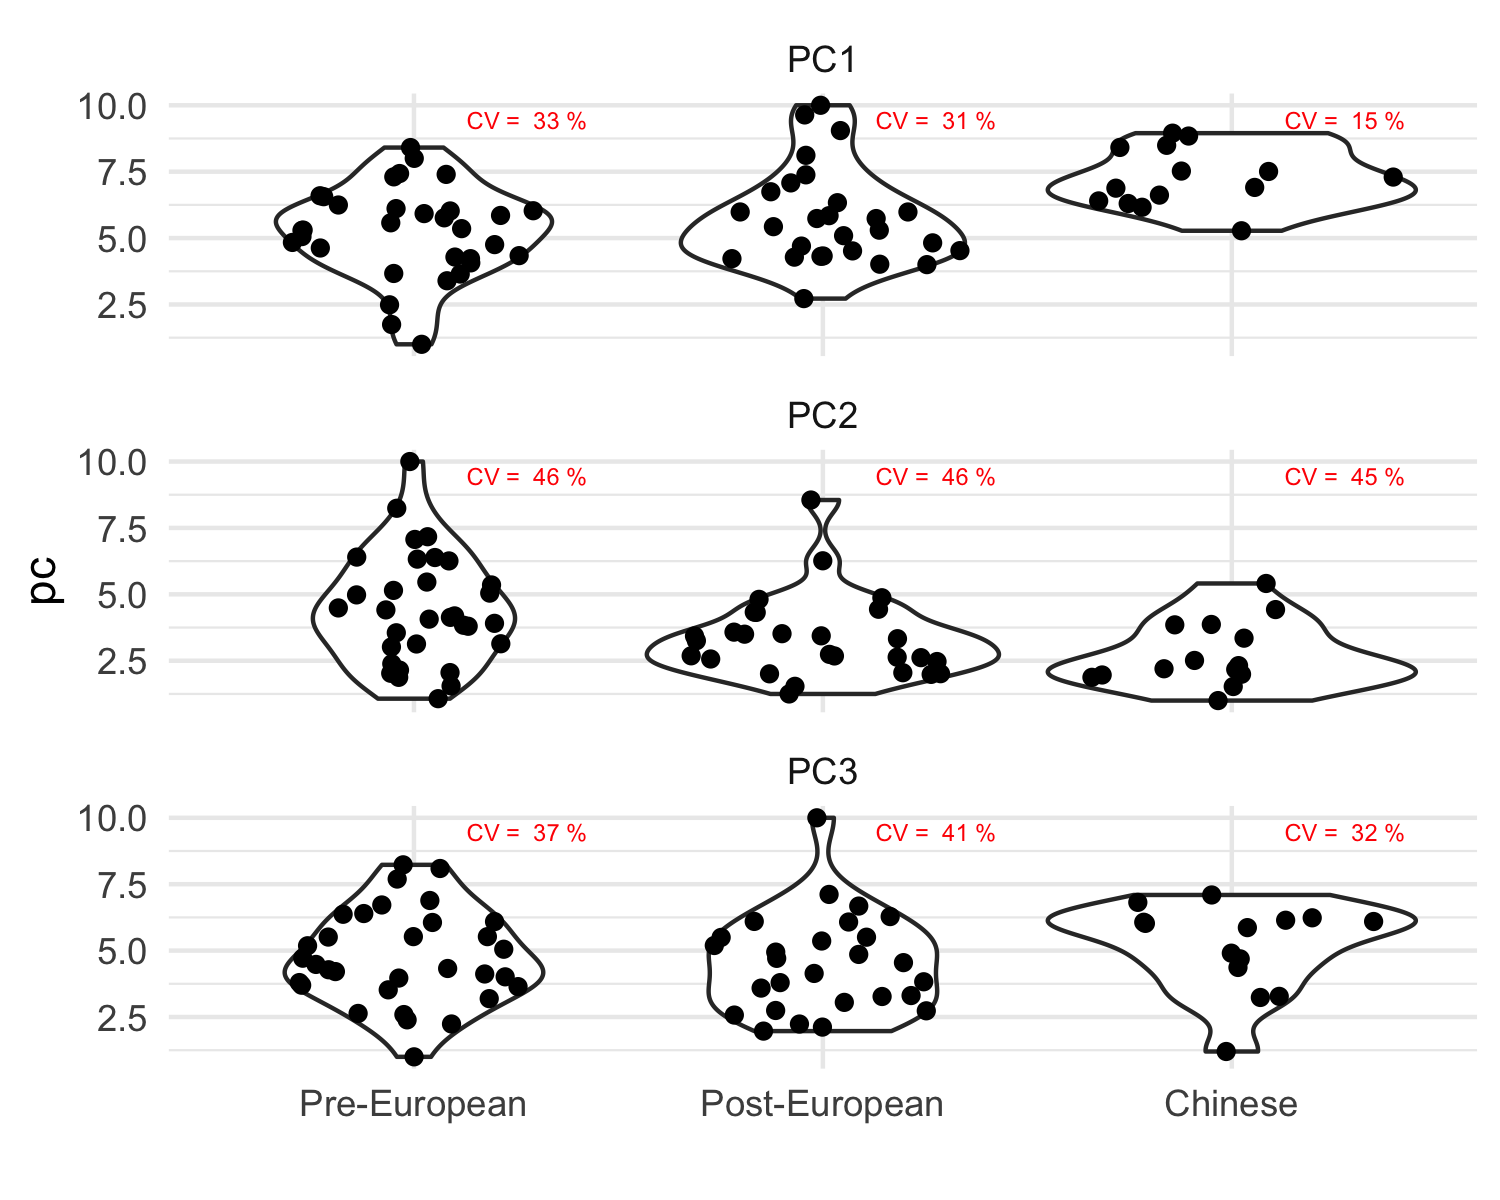 PC1
10.0
CV = 33 %
CV = 31 %
CV = 15 %
7.5
5.0
2.5
PC2
10.0
CV = 46 %
CV = 46 %
CV = 45 %
7.5
5.0
2.5
pc
PC3
10.0
CV = 37 %
CV = 41 %
CV = 32 %
7.5
5.0
2.5
Pre-European
Post-European
Chinese